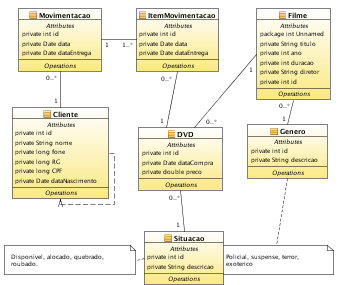 Movimentacao
Attributes
private int id
private Date data
private Date dataEntrega
Operations
ItemMovimentacao
Attributes
private int id
private Date data
private Date dataEntrega
Operations
Filme
Attributes
package int Unnamed
private String titulo
private int ano
private int duracao
private String diretor
private int id
Operations
1
1..*
0..*
1
0..*
1
1
0..*
0..*
1
Cliente
Attributes
private int id
private String nome
private long fone
private long RG
private long CPF
private Date dataNascimento
Operations
DVD
Attributes
private int id
private Date dataCompra
private double preco
Operations
Genero
Attributes
private int id
private String descricao
Operations
0..*
1
Situacao
Attributes
private int id
private String descricao
Operations
Disponível, alocado, quebrado,
roubado.
Policial, suspense, terror,
exoterico